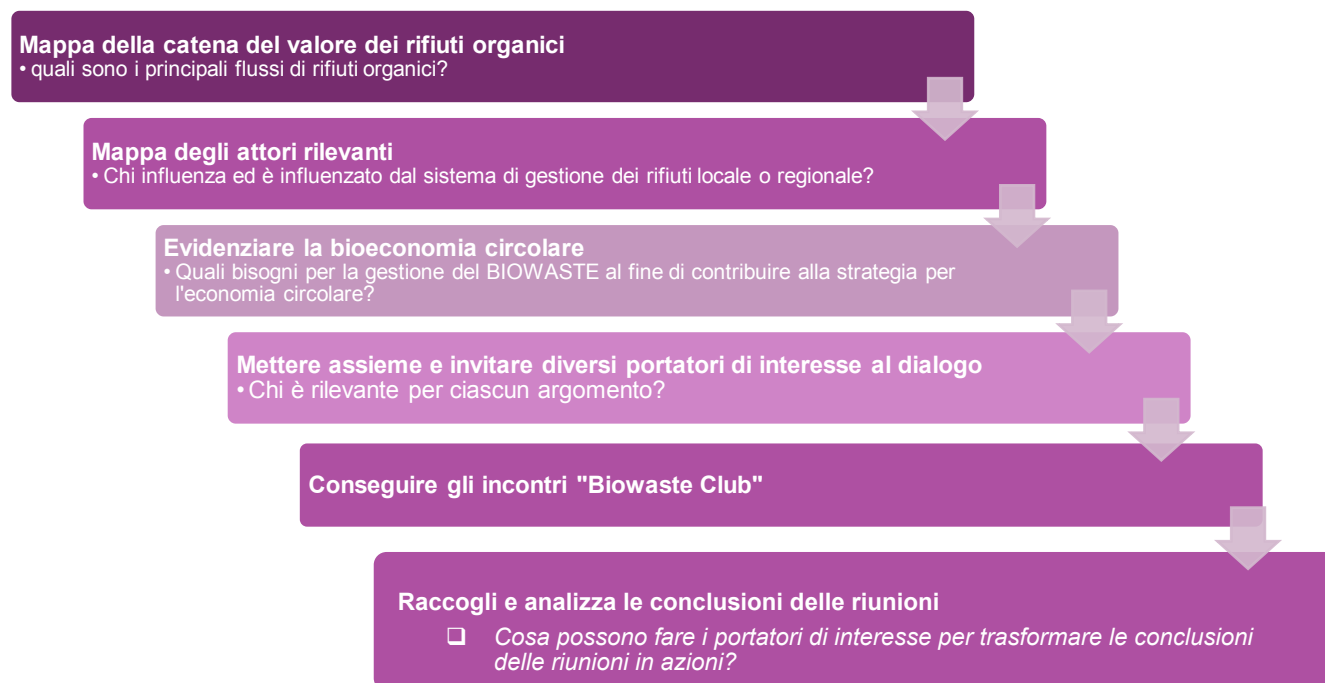 Mappa della catena del valore dei rifiuti organici
• quali sono i principali flussi di rifiuti organici?
Mappa degli attori rilevanti
• Chi influenza ed è influenzato dal sistema di gestione dei rifiuti locale o regionale?
Evidenziare la bioeconomia circolare
• Quali bisogni per la gestione del BIOWASTE al fine di contribuire alla strategia per
l'economia circolare?
Mettere assieme e invitare diversi portatori di interesse al dialogo
• Chi è rilevante per ciascun argomento?
Conseguire gli incontri "Biowaste Club"
Raccogli e analizza le conclusioni delle riunioni
❑ Cosa possono fare i portatori di interesse per trasformare le conclusioni
delle riunioni in azioni?